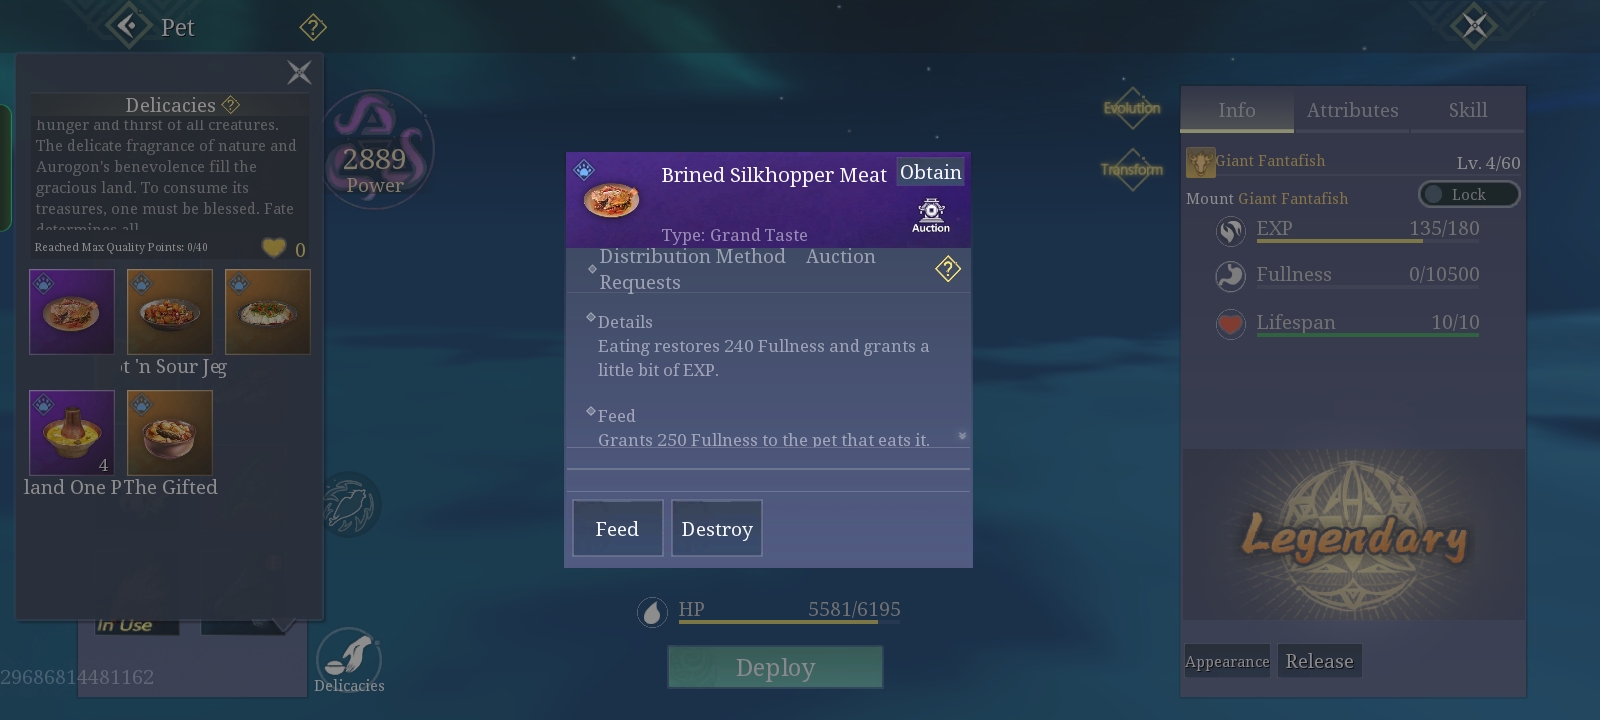 Pet
Delicacies
hunger and thirst of all creatures.
The delicate fragrance of nature and
Aurogon's benevolence fill the
gracious land. To consume its
treasures, one must be blessed. Fate
determines all
Reached Max Quality Points: 0/40
0
t 'n Sour Jeg
4
land One P
The Gifted
In Use
29686814481162
Delicacies
2889
Power
Brined Silkhopper Meat
Obtain
Auction
Type: Grand Taste
Distribution Method Auction
Requests
Details
Eating restores 240 Fullness and grants a
little bit of EXP.
Feed
Grants 250 Fullness to the pet that eats it.
Feed
Destroy
HP 5581/6195
Deploy
Evolution
Transform
Info
Attributes
Skill
Giant Fantafish
Lv. 4/60
Mount Giant Fantafish
Lock
EXP 135/180
Fullness 0/10500
Lifespan 10/10
Legendary
Appearance
Release